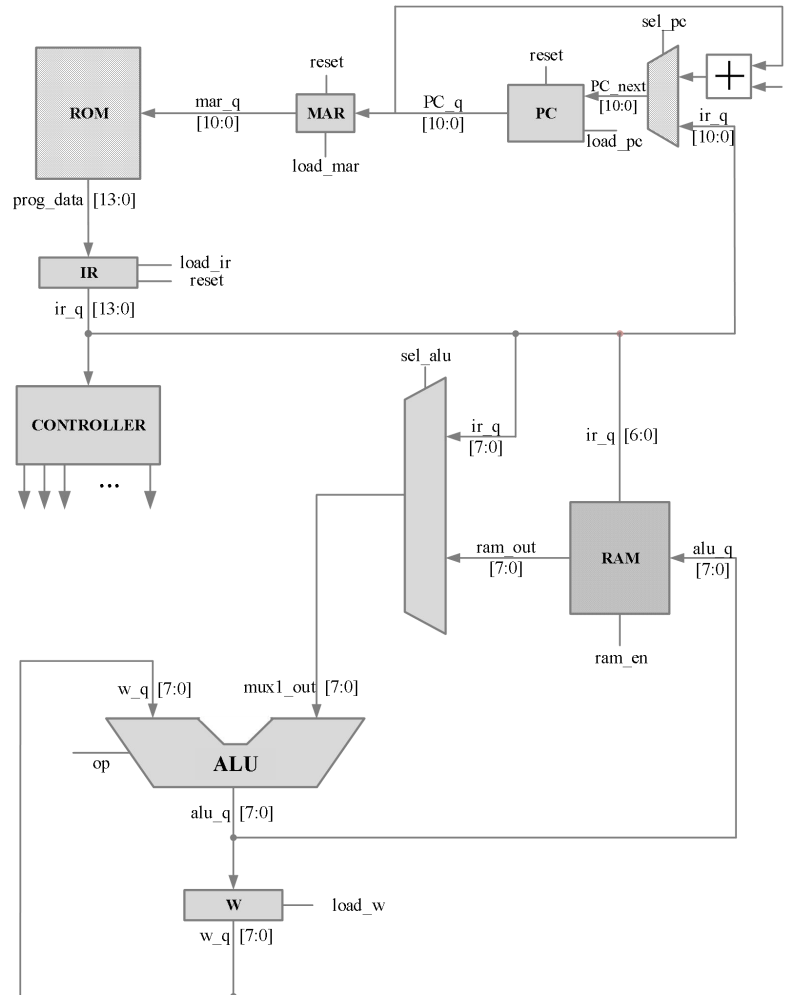 sel_pc
reset
reset
PC_next
[10:0]
+
ROM
mar_q
[10:0]
MAR
PC_q
[10:0]
PC
ir_q
[10:0]
load_pc
load_mar
prog_data [13:0]
IR
load_ir
reset
ir_q [13:0]
sel_alu
CONTROLLER
...
ir_q
[7:0]
ir_q [6:0]
ram_out
[7:0]
RAM
alu_q
[7:0]
ram_en
w_q [7:0]
mux1_out [7:0]
op
ALU
alu_q [7:0]
W
load_w
w_q [7:0]